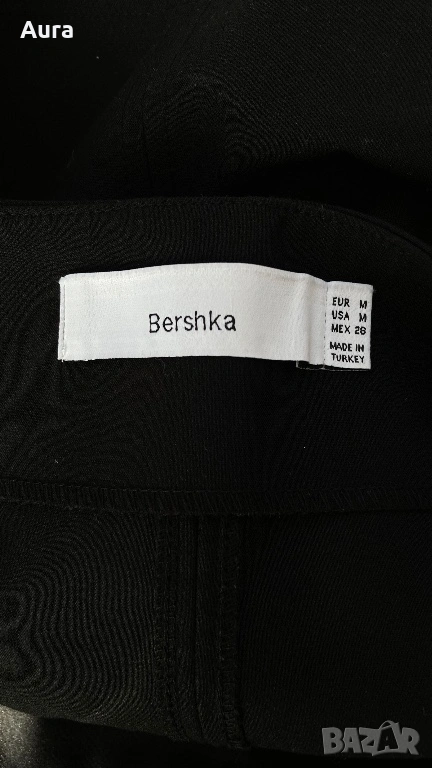 Aura
Bershka
EUR M
USA M
MEX 26
MADE IN
TURKEY
BAZAR